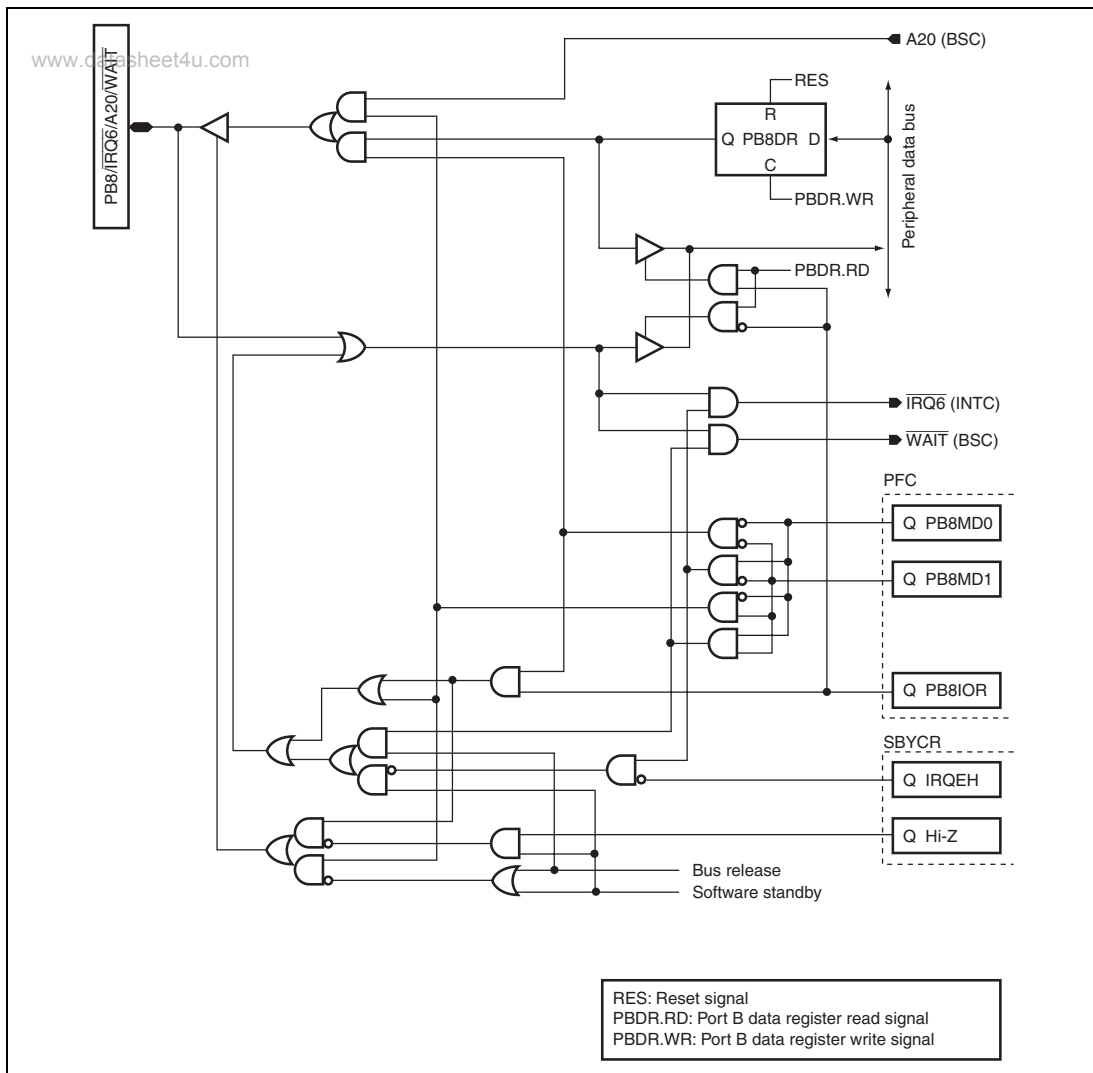 www.datasheet4u.com
PB8/IRQ6/A20/WAIT
A20 (BSC)
RES
R
Q PB8DR D
C
PBDR.WR
Peripheral data bus
PBDR.RD
IRQ6 (INTC)
WAIT (BSC)
PFC
Q PB8MD0
Q PB8MD1
Q PB8IOR
SBYCR
Q IRQEH
Q Hi-Z
Bus release
Software standby
RES: Reset signal
PBDR.RD: Port B data register read signal
PBDR.WR: Port B data register write signal